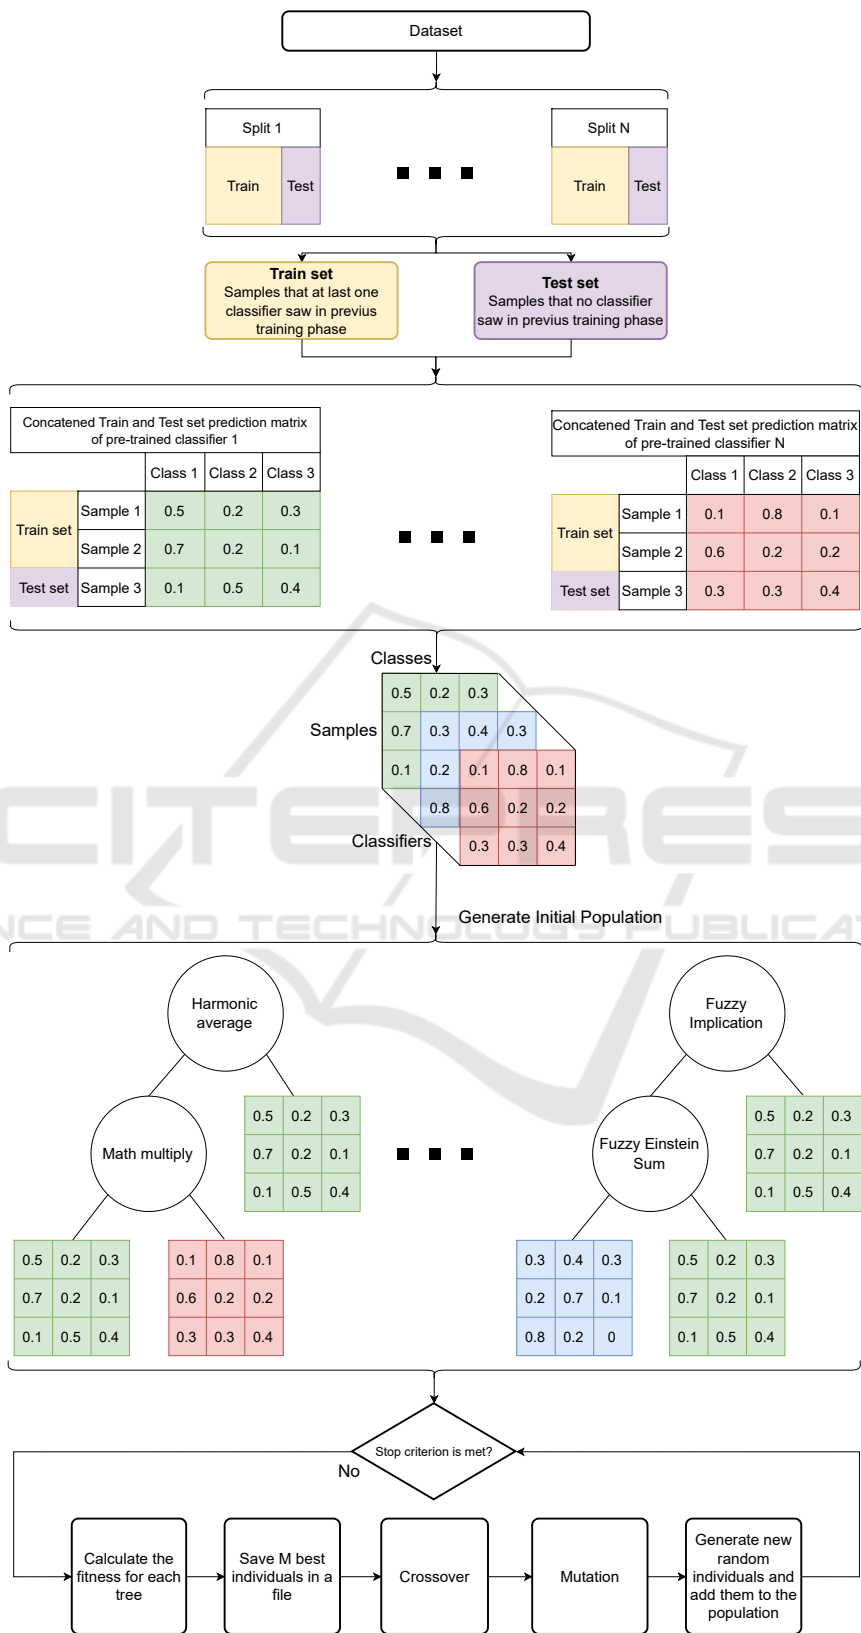 Dataset
Split 1
Split N
Train
Test
Train
Test
Train set
Samples that at last one
classifier saw in previus
training phase
Test set
Samples that no classifier
saw in previus
training phase
Concatened Train and Test set prediction matrix
of pre-trained classifier 1
Class 1 Class 2 Class 3
Train set
Sample 1 0.5 0.2 0.3
Sample 2 0.7 0.2 0.1
Test set Sample 3 0.1 0.5 0.4
Concatened Train and Test set prediction matrix
of pre-trained classifier N
Class 1 Class 2 Class 3
Train set
Sample 1 0.1 0.8 0.1
Sample 2 0.6 0.2 0.2
Test set Sample 3 0.3 0.3 0.4
Classes
0.5 0.2 0.3
Samples 0.7 0.3 0.4 0.3
0.1 0.2 0.1 0.8 0.1
0.8 0.6 0.2 0.2
Classifiers 0.3 0.3 0.4
CITEPRES
NCE AND TECHNOLOGY PUBLICAT
Generate Initial Population
Harmonic
average
Math multiply
0.5 0.2 0.3
0.7 0.2 0.1
0.1 0.5 0.4
0.5 0.2 0.3
0.7 0.2 0.1
0.1 0.5 0.4
0.1 0.8 0.1
0.6 0.2 0.2
0.3 0.3 0.4
Fuzzy
Implication
Fuzzy Einstein
Sum
0.5 0.2 0.3
0.7 0.2 0.1
0.1 0.5 0.4
0.3 0.4 0.3
0.2 0.7 0.1
0.8 0.2 0
0.5 0.2 0.3
0.7 0.2 0.1
0.1 0.5 0.4
Stop criterion is met?
No
Calculate the
fitness for each
tree
Save M best
individuals in a
file
Crossover
Mutation
Generate new
random
individuals and
add them to the
population